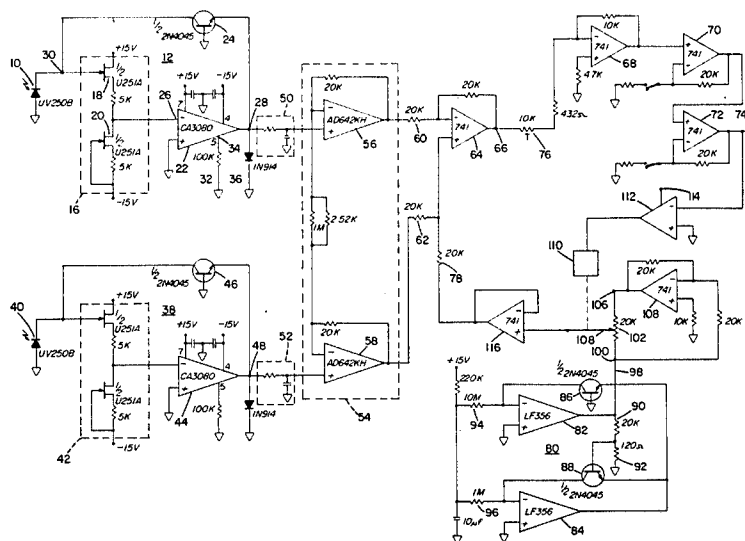 ½ 2N4045
24
+15V
12
+15V -15V
10
30
UV250B
½ U251A
18
5K
20
½ U251A
5K
-15V
16
26
7
4
CA3080
5
22
100K
32
34
28
36
1N914
50
20K
AD642KH
56
1M
2.52K
20K
60
20K
741
64
66
10K
76
432Ω
47K
10K
741
68
741
70
20K
741
72
74
20K
112
14
110
62
20K
78
20K
½ 2N4045
46
+15V
38
+15V -15V
40
UV250B
½ U251A
5K
½ U251A
5K
-15V
42
7
4
CA3080
5
44
100K
48
1N914
52
20K
AD642KH
58
54
741
116
106
20K
741
108
10K
20K
108
20K
102
100
98
+15V
220K
10M
94
½ 2N4045
86
LF356
82
90
20K
80
120Ω
92
88
½ 2N4045
1M
96
10µF
LF356
84